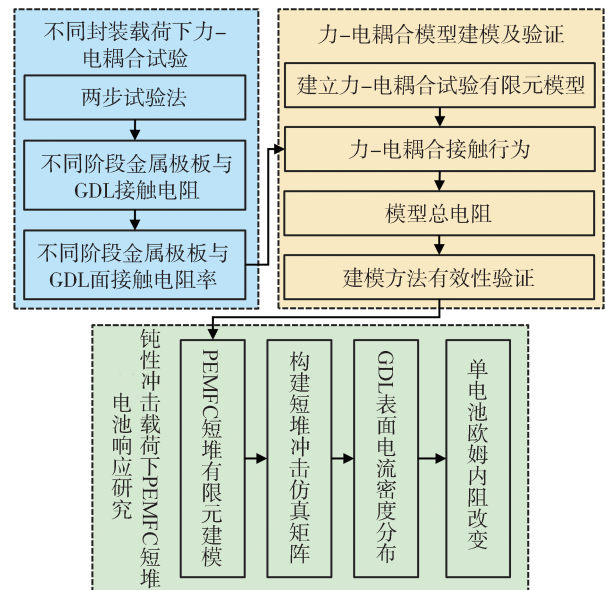 不同封装载荷下力-
电耦合试验
两步试验法
不同阶段金属极板与
GDL接触电阻
不同阶段金属极板与
GDL面接触电阻率
力-电耦合模型建模及验证
建立力-电耦合试验有限元模型
力-电耦合接触行为
模型总电阻
建模方法有效性验证
钝性冲击载荷下PEMFC短堆
电池响应研究
PEMFC短堆有限元建模
构建短堆冲击仿真矩阵
GDL表面电流密度分布
单电池欧姆内阻改变